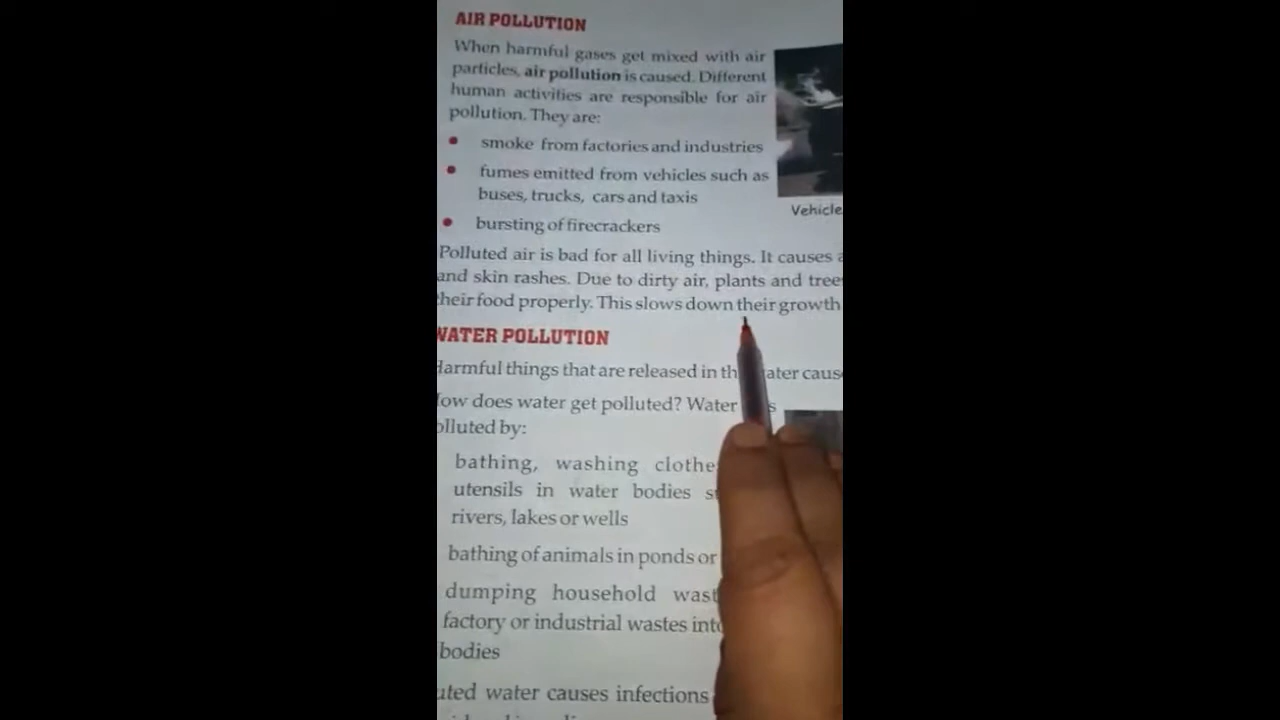 AIR POLLUTION
When harmful gases get mixed with air
particles, air pollution is caused. Different
human activities are responsible for air
pollution. They are:
• smoke from factories and industries
• fumes emitted from vehicles such as
buses, trucks, cars and taxis
• bursting of firecrackers
Vehicle
Polluted air is bad for all living things. It causes
and skin rashes. Due to dirty air, plants and tree
their food properly. This slows down their growth
WATER POLLUTION
Harmful things that are released in caus
How does water get polluted? Water
olluted by:
bathing, washing clothe
utensils in water bodies
rivers, lakes or wells
bathing of animals in ponds or
dumping household wast
factory or industrial wastes into
bodies
uted water causes infections